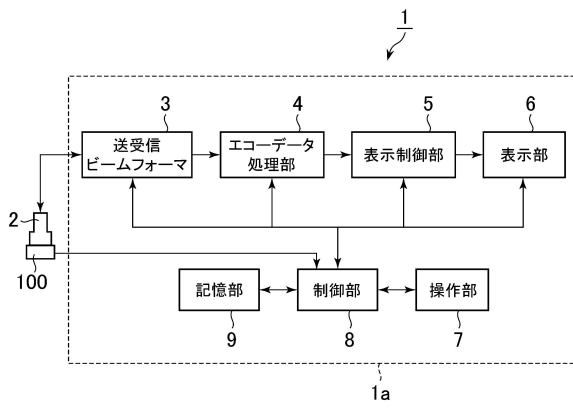 1
3
4
5
6
送受信
ビームフォーマ
エコーデータ
処理部
表示制御部
表示部
2
100
記憶部
制御部
操作部
9
8
7
1a